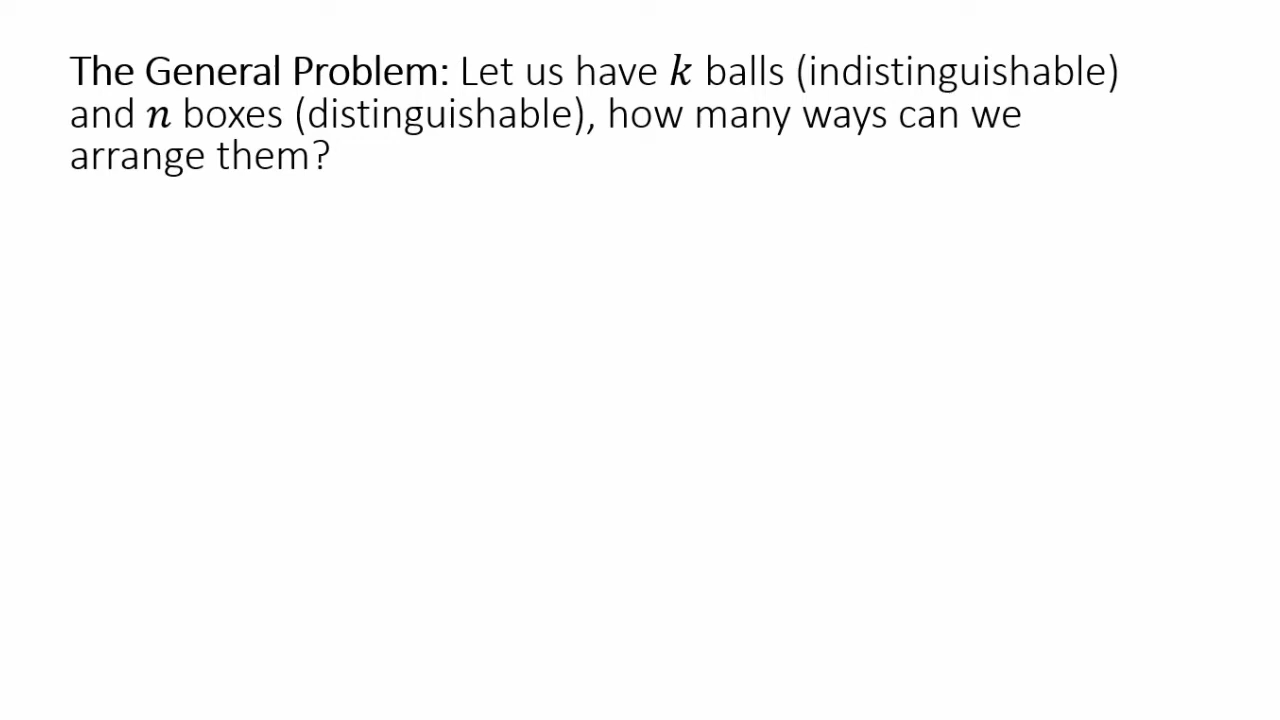 The General Problem: Let us have k balls (indistinguishable)
and n boxes (distinguishable), how many ways can we
arrange them?